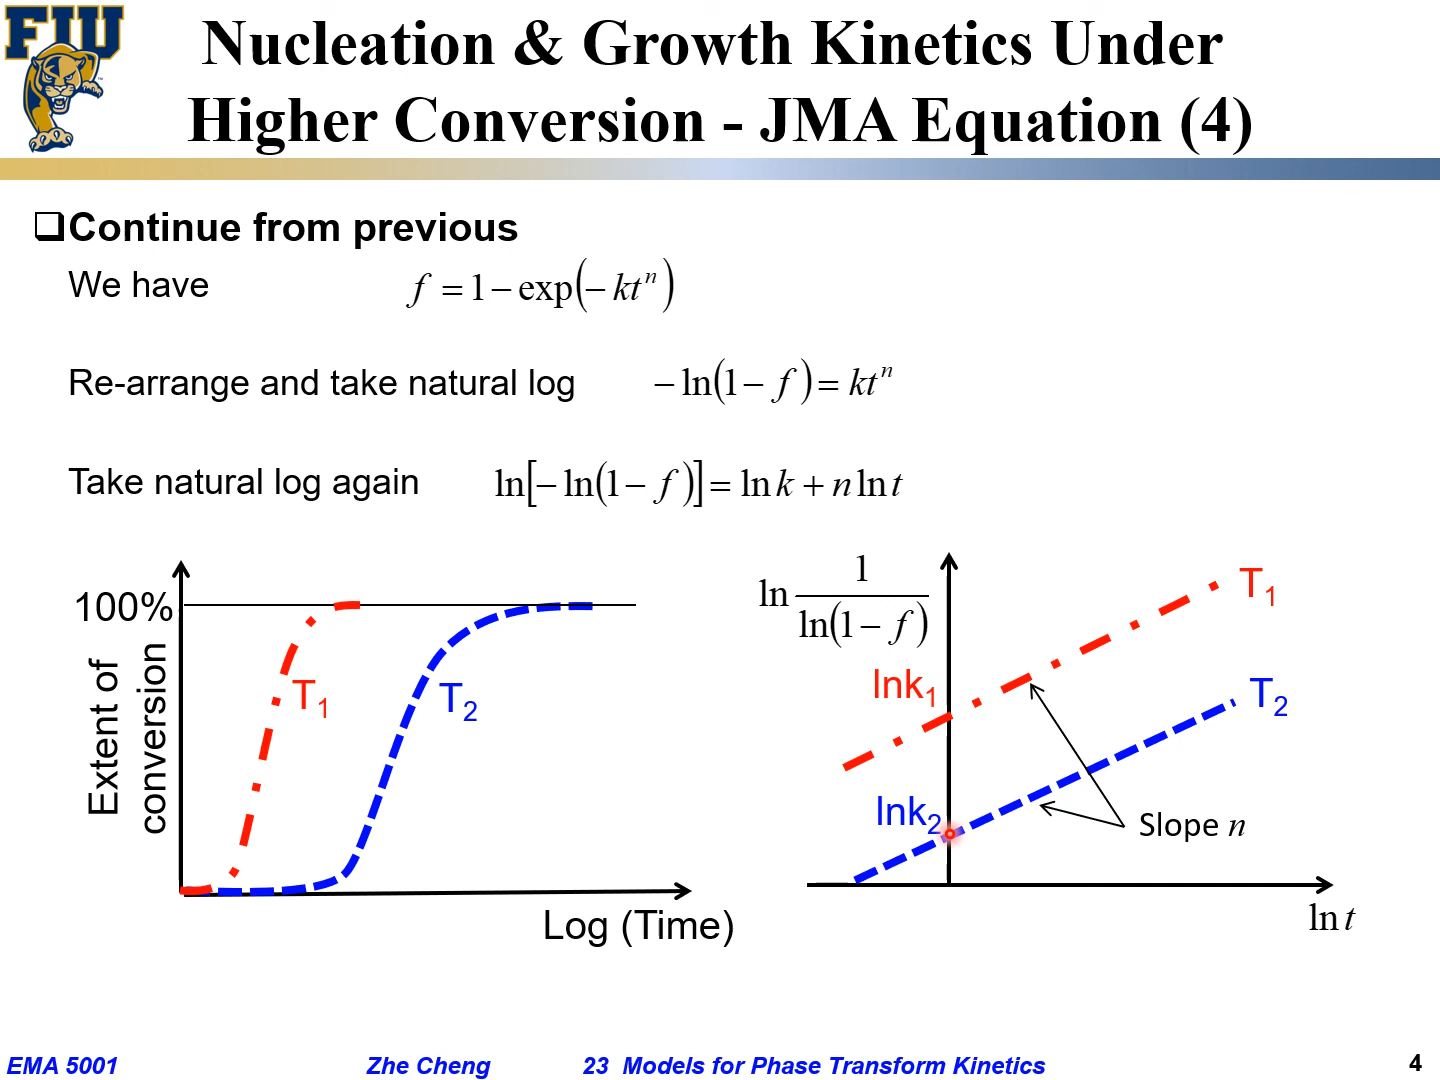 FIU
Nucleation & Growth Kinetics Under
Higher Conversion - JMA Equation (4)
❑Continue from previous
We have f = 1 − exp(− ktⁿ)
Re-arrange and take natural log − ln(1 − f) = ktⁿ
Take natural log again ln[− ln(1 − f)] = ln k + n ln t
100%
Extent of
conversion
T₁
T₂
Log (Time)
ln 1/ln(1 − f)
lnk₁
lnk₂
T₁
T₂
Slope n
ln t
EMA 5001 Zhe Cheng 23 Models for Phase Transform Kinetics 4